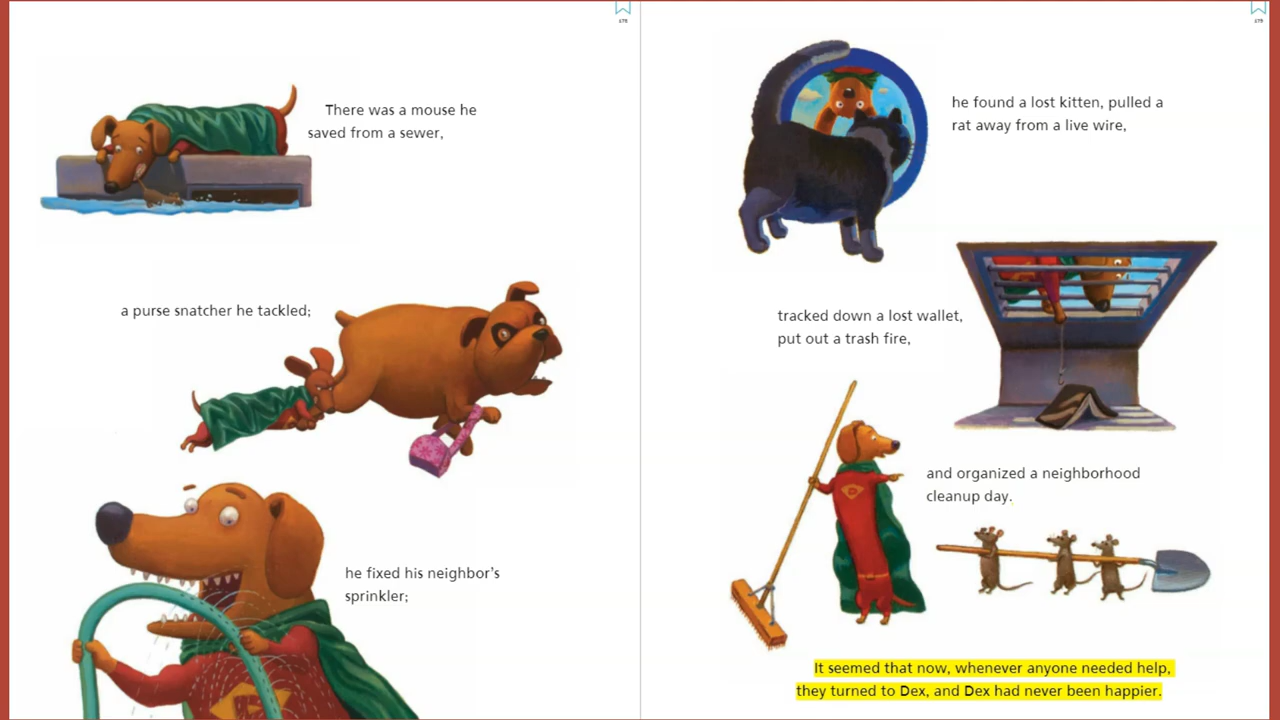 178
There was a mouse he
saved from a sewer,
a purse snatcher he tackled;
he fixed his neighbor's
sprinkler;
179
he found a lost kitten, pulled a
rat away from a live wire,
tracked down a lost wallet,
put out a trash fire,
and organized a neighborhood
cleanup day.
It seemed that now, whenever anyone needed help,
they turned to Dex, and Dex had never been happier.